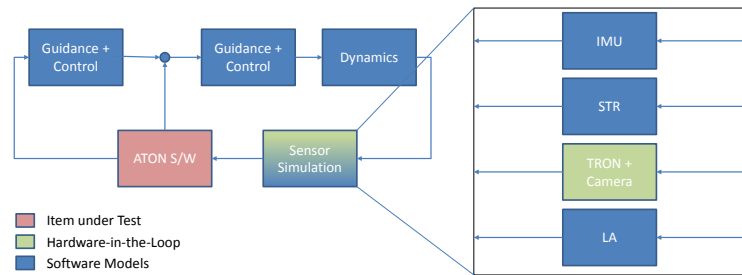 Guidance +
Control
Guidance +
Control
Dynamics
ATON S/W
Sensor
Simulation
IMU
STR
TRON +
Camera
LA
Item under Test
Hardware-in-the-Loop
Software Models